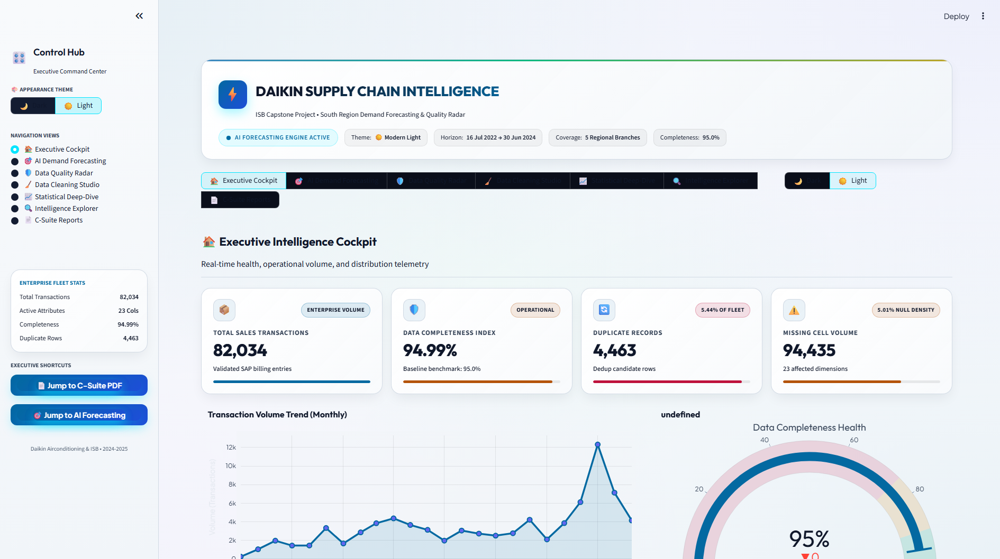 Deploy
Control Hub
Executive Command Center
APPEARANCE THEME
Dark
Light
NAVIGATION VIEWS
Executive Cockpit
AI Demand Forecasting
Data Quality Radar
Data Cleaning Studio
Statistical Deep-Dive
Intelligence Explorer
C-Suite Reports
ENTERPRISE FLEET STATS
Total Transactions 82,034
Active Attributes 23 Cols
Completeness 94.99%
Duplicate Rows 4,463
EXECUTIVE SHORTCUTS
Jump to C-Suite PDF
Jump to AI Forecasting
Daikin Airconditioning & ISB • 2024-2025
DAIKIN SUPPLY CHAIN INTELLIGENCE
ISB Capstone Project • South Region Demand Forecasting & Quality Radar
AI FORECASTING ENGINE ACTIVE
Theme: Modern Light
Horizon: 16 Jul 2022 → 30 Jun 2024
Coverage: 5 Regional Branches
Completeness: 95.0%
Executive Cockpit
AI Demand Forecasting
Data Quality Radar
Data Cleaning Studio
Statistical Deep-Dive
Intelligence Explorer
Dark
Light
C-Suite Reports
Executive Intelligence Cockpit
Real-time health, operational volume, and distribution telemetry
ENTERPRISE VOLUME
TOTAL SALES TRANSACTIONS
82,034
Validated SAP billing entries
OPERATIONAL
DATA COMPLETENESS INDEX
94.99%
Baseline benchmark: 95.0%
5.44% OF FLEET
DUPLICATE RECORDS
4,463
Dedup candidate rows
5.01% NULL DENSITY
MISSING CELL VOLUME
94,435
23 affected dimensions
Transaction Volume Trend (Monthly)
Volume (Transactions)
12k
10k
8k
6k
4k
2k
0
undefined
Data Completeness Health
20
40
60
80
95%
▼0